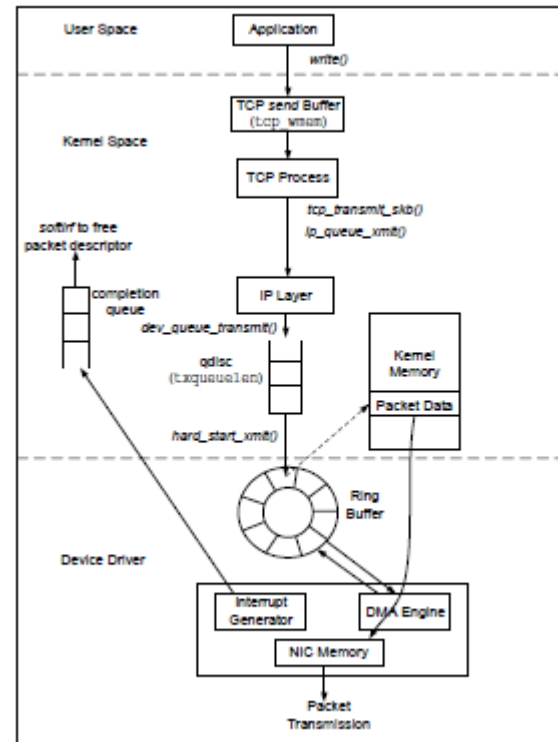 User Space
Application
write()
TCP send Buffer
(tcp_wmem)
Kernel Space
TCP Process
tcp_transmit_skb()
ip_queue_xmit()
softirf to free
packet descriptor
completion
queue
IP Layer
dev_queue_transmit()
qdisc
(txqueuelen)
Kernel
Memory
Packet Data
hard_start_xmit()
Ring
Buffer
Device Driver
Interrupt
Generator
DMA Engine
NIC Memory
Packet
Transmission